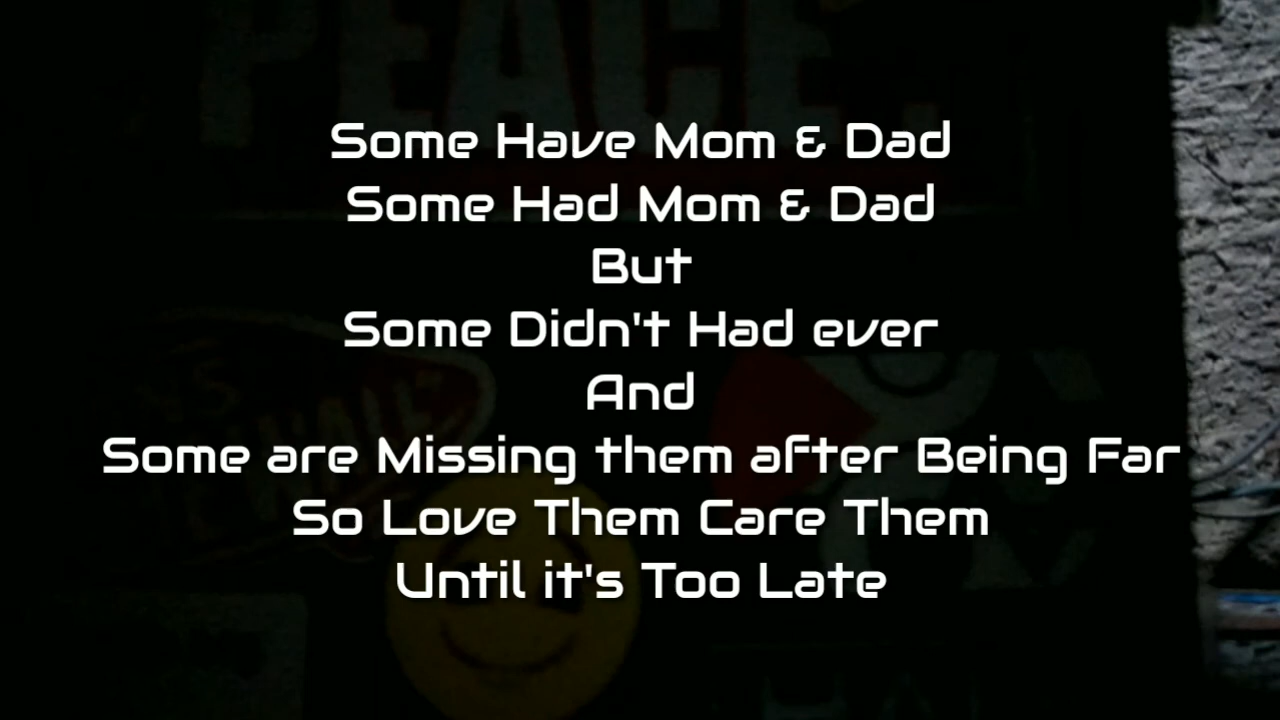 PEACE
Some Have Mom & Dad
Some Had Mom & Dad
But
Some Didn't Had ever
And
Some are Missing them after Being Far
So Love Them Care Them
Until it's Too Late